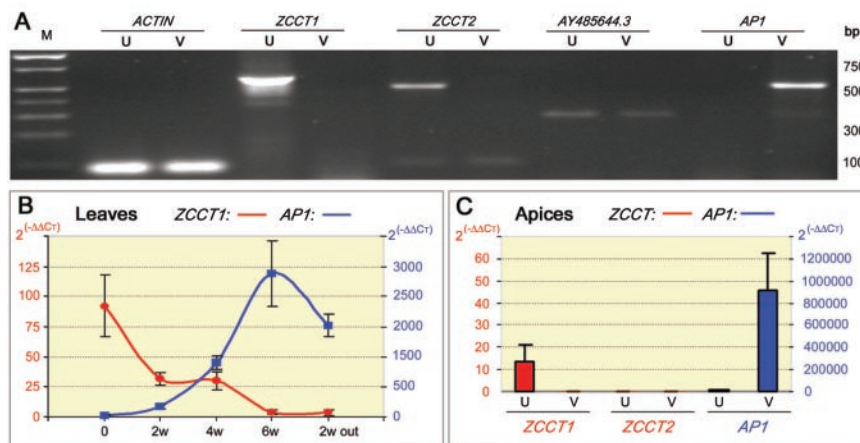 A
M
ACTIN ZCCT1 ZCCT2 AY485644.3 AP1
U V U V U V U V U V
bp
750
500
300
100
B Leaves ZCCT1: AP1:
2(-ΔΔCT) 2(-ΔΔCT)
125 3000
100 2500
2000
75
1500
50
1000
25 500
0 0
0 2w 4w 6w 2w out
C Apices ZCCT: AP1:
2(-ΔΔCT) 2(-ΔΔCT)
60 1200000
50 1000000
40 800000
30 600000
20 400000
10 200000
0 0
U V U V U V
ZCCT1 ZCCT2 AP1